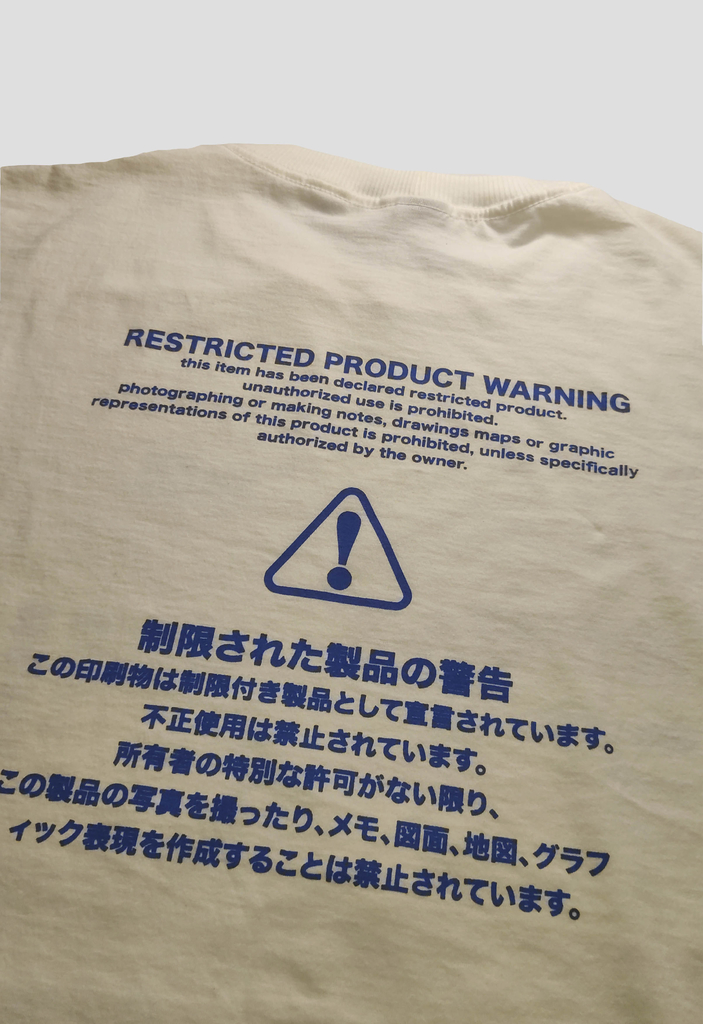 RESTRICTED PRODUCT WARNING
this item has been declared restricted product.
unauthorized use is prohibited.
photographing or making notes, drawings maps or graphic
representations of this product is prohibited, unless specifically
authorized by the owner.
制限された製品の警告
この印刷物は制限付き製品として宣言されています。
不正使用は禁止されています。
所有者の特別な許可がない限り、
この製品の写真を撮ったり、メモ、図面、地図、グラフ
ィック表現を作成することは禁止されています。